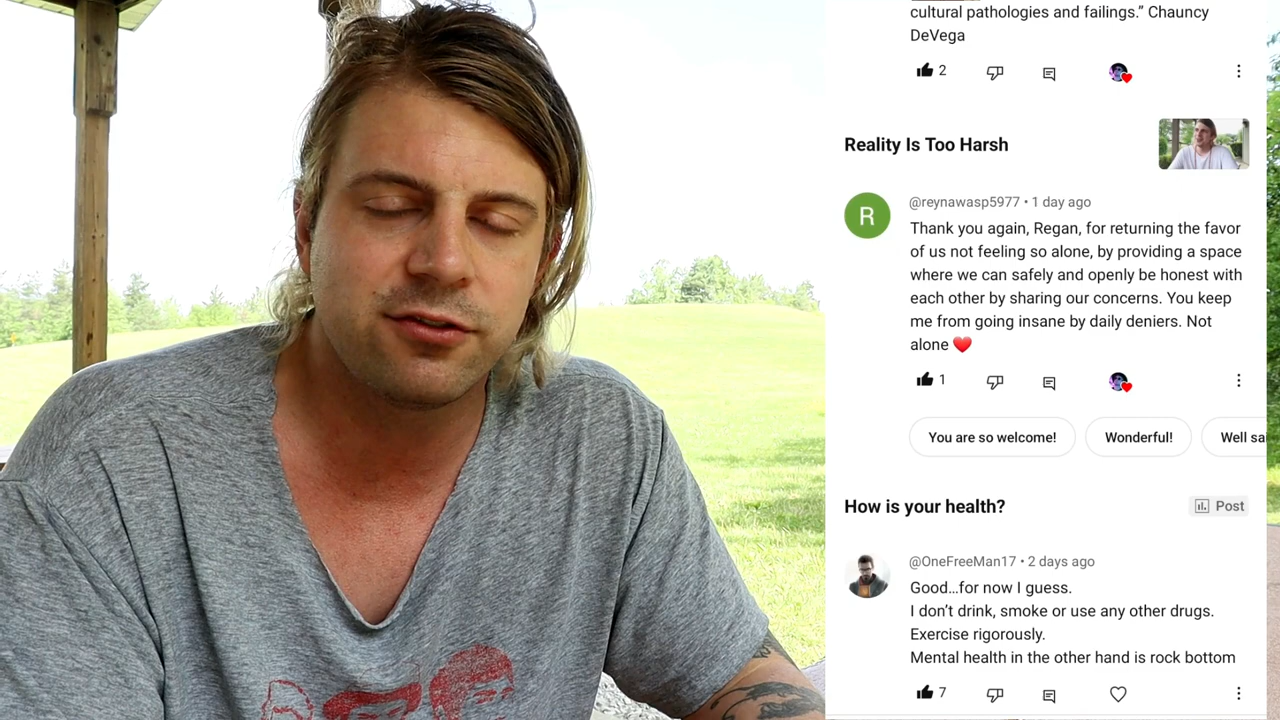 cultural pathologies and failings.” Chauncy
DeVega
2
Reality Is Too Harsh
R
@reynawasp5977 • 1 day ago
Thank you again, Regan, for returning the favor
of us not feeling so alone, by providing a space
where we can safely and openly be honest with
each other by sharing our concerns. You keep
me from going insane by daily deniers. Not
alone ❤️
1
You are so welcome! Wonderful! Well sa
How is your health? Post
@OneFreeMan17 • 2 days ago
Good…for now I guess.
I don’t drink, smoke or use any other drugs.
Exercise rigorously.
Mental health in the other hand is rock bottom
7